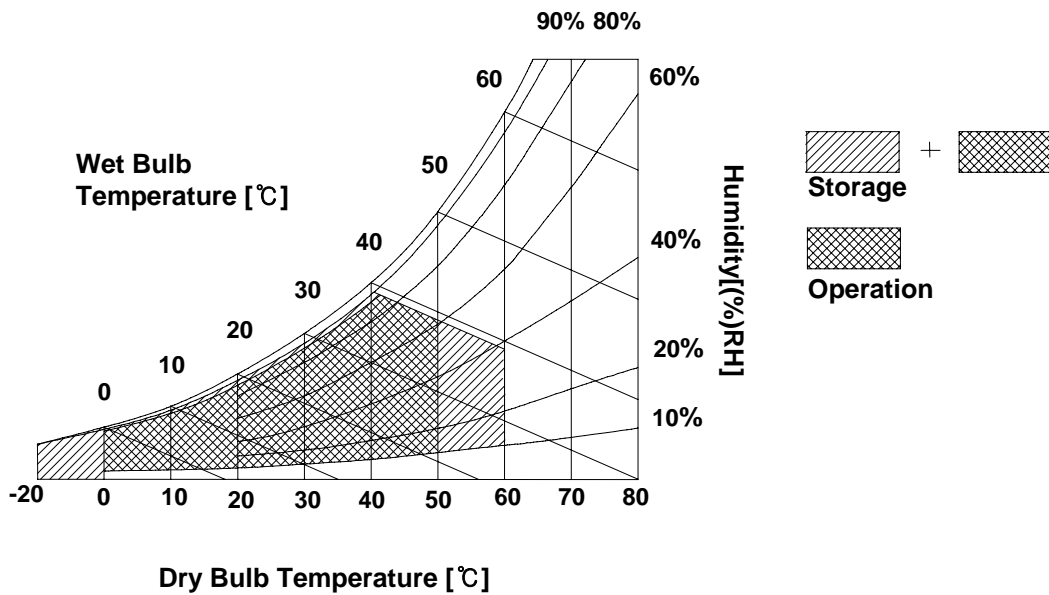 90% 80%
60
60%
50
Wet Bulb
Temperature [℃]
Storage
+
40
40%
30
Operation
Humidity[(%)RH]
20
20%
10
0
10%
-20 0 10 20 30 40 50 60 70 80
Dry Bulb Temperature [℃]